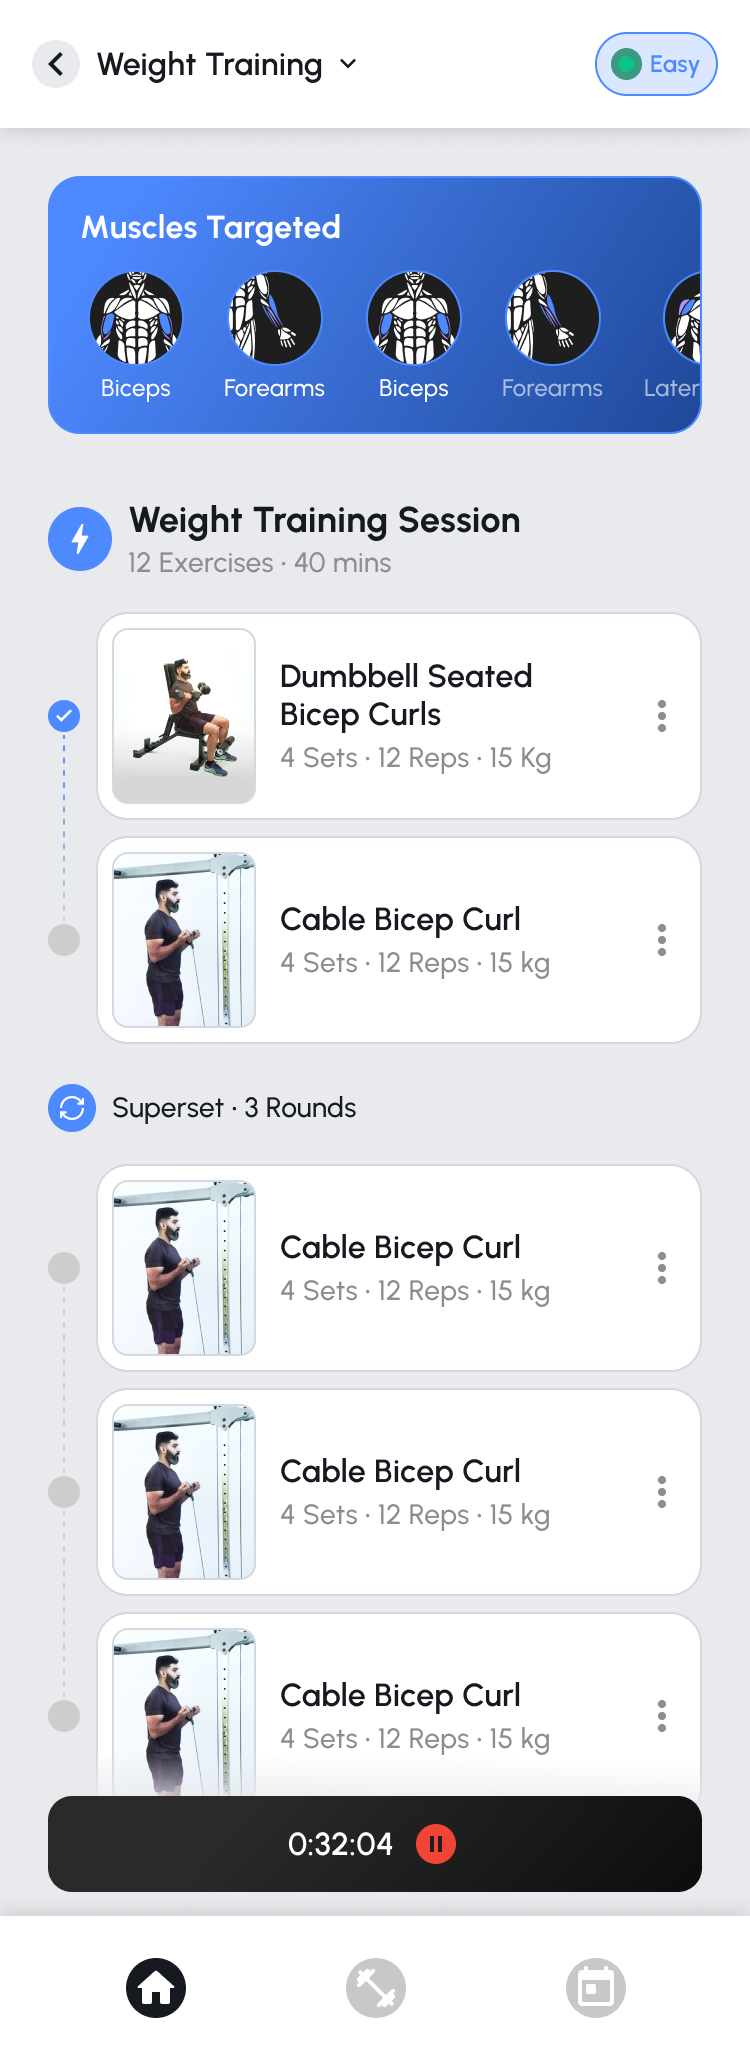 Weight Training
Easy
Muscles Targeted
Biceps
Forearms
Biceps
Forearms
Later
Weight Training Session
12 Exercises · 40 mins
Dumbbell Seated
Bicep Curls
4 Sets · 12 Reps · 15 Kg
Cable Bicep Curl
4 Sets · 12 Reps · 15 kg
Superset · 3 Rounds
Cable Bicep Curl
4 Sets · 12 Reps · 15 kg
Cable Bicep Curl
4 Sets · 12 Reps · 15 kg
Cable Bicep Curl
4 Sets · 12 Reps · 15 kg
0:32:04